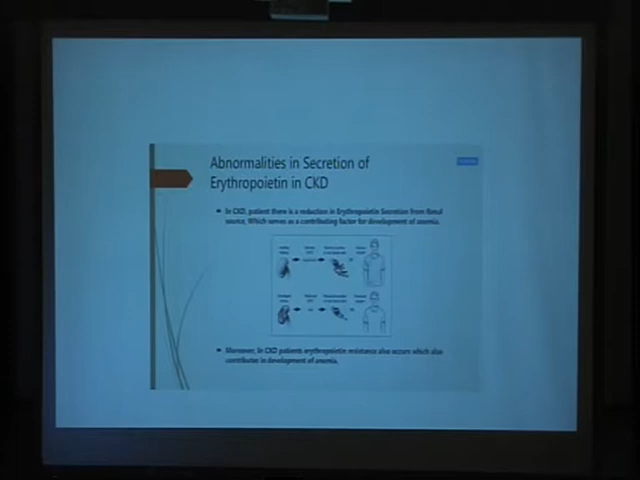 Abnormalities in Secretion of
Erythropoietin in CKD
In CKD, patient there is a reduction in Erythropoietin Secretion from Renal
source, Which serves as a contributing factor for development of anemia.
Moreover, In CKD patients erythropoietin resistance also occurs which also
contributes in development of anemia.